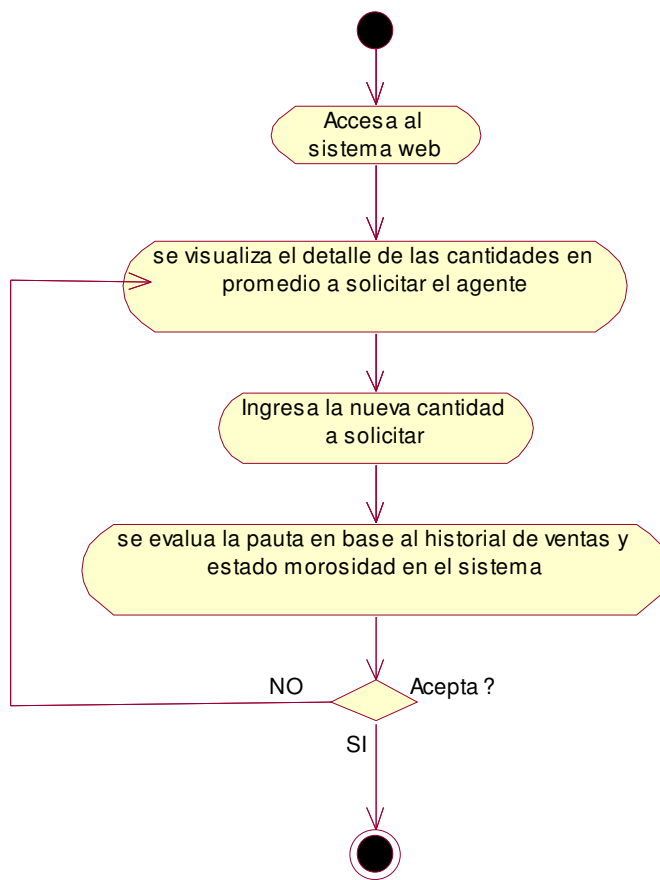 Accesa al
sistema web
se visualiza el detalle de las cantidades en
promedio a solicitar el agente
Ingresa la nueva cantidad
a solicitar
se evalua la pauta en base al historial de ventas y
estado morosidad en el sistema
NO
Acepta ?
SI